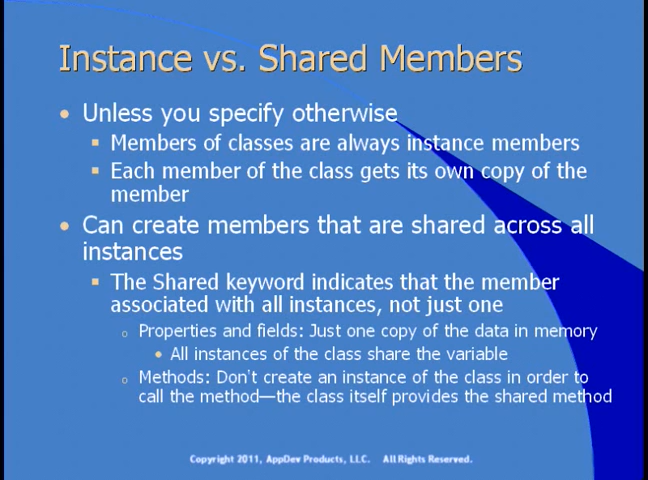 Instance vs. Shared Members
• Unless you specify otherwise
▪ Members of classes are always instance members
▪ Each member of the class gets its own copy of the
member
• Can create members that are shared across all
instances
▪ The Shared keyword indicates that the member
associated with all instances, not just one
o Properties and fields: Just one copy of the data in memory
• All instances of the class share the variable
o Methods: Don't create an instance of the class in order to
call the method—the class itself provides the shared method
Copyright 2011, AppDev Products, LLC. All Rights Reserved.